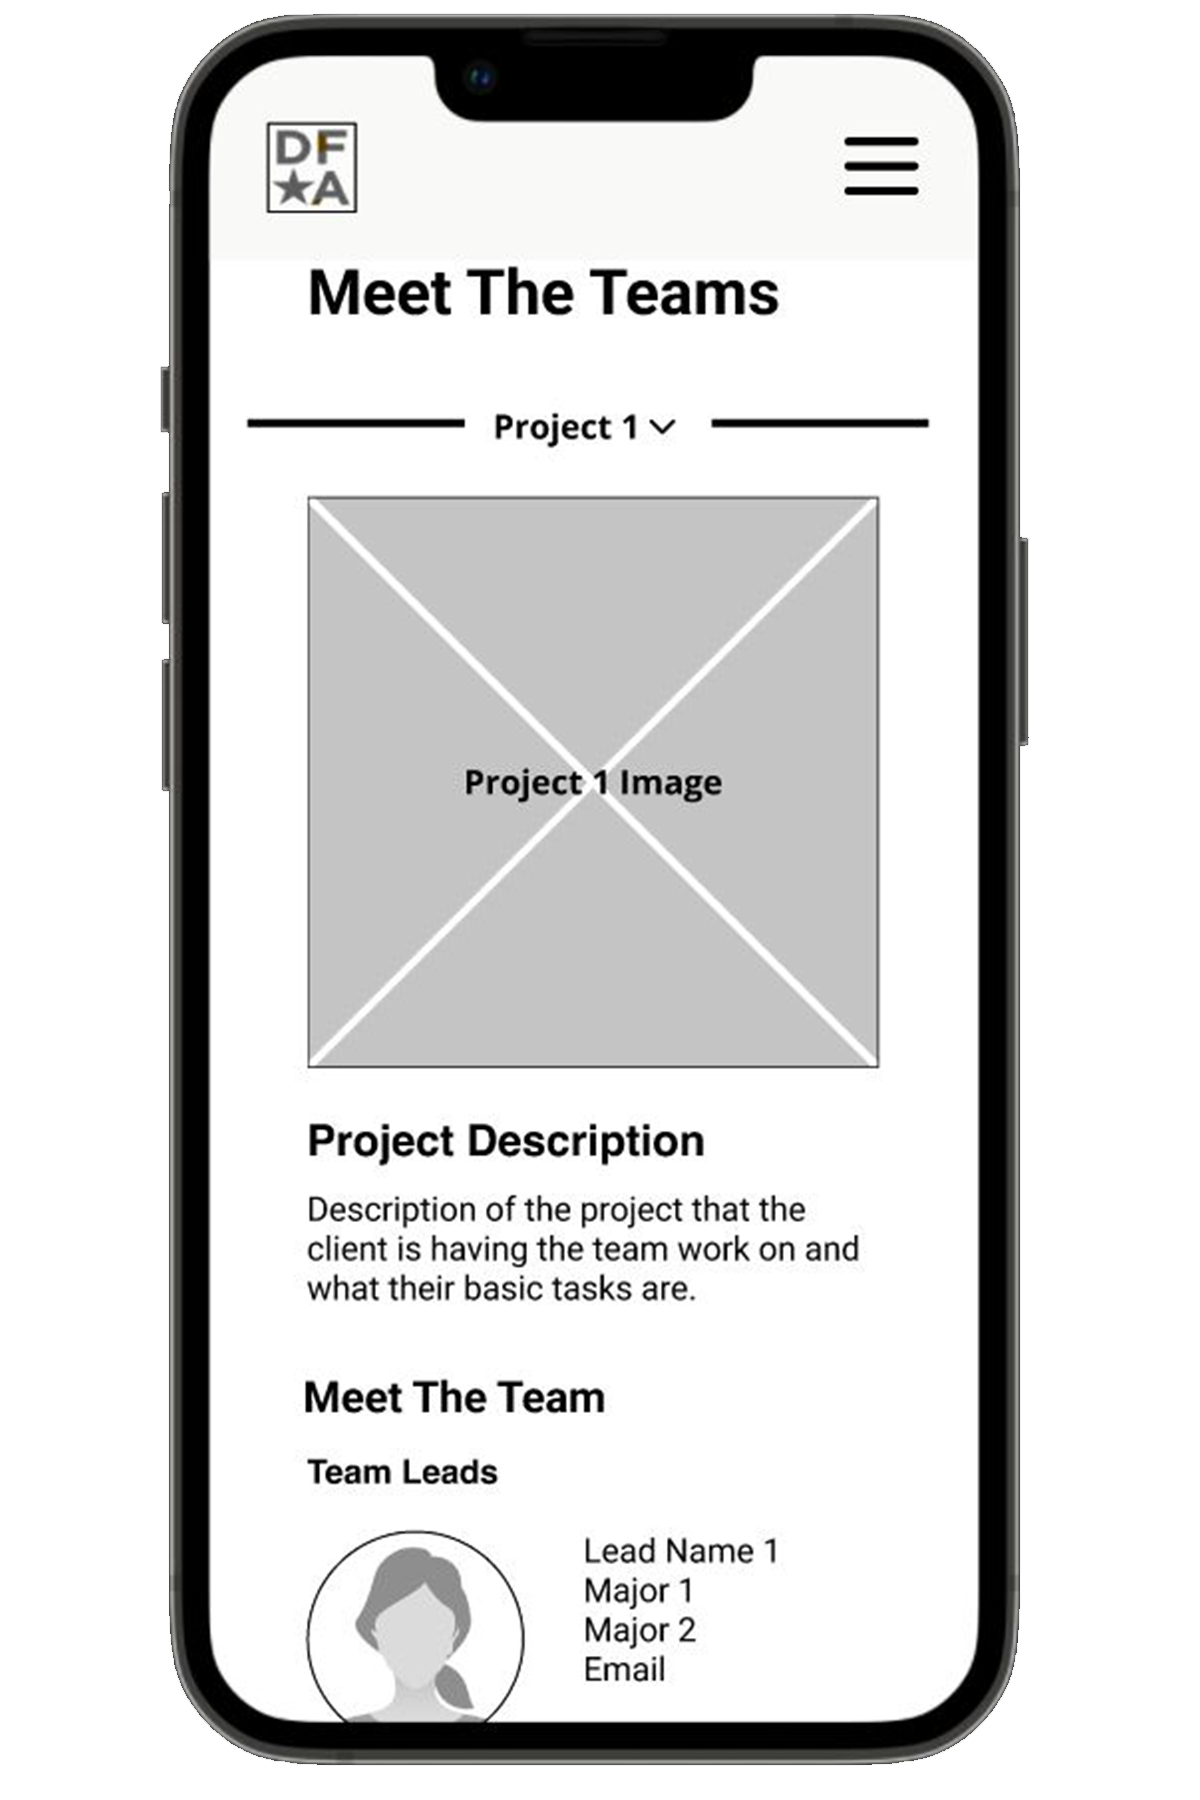 DF
★A
Meet The Teams
Project 1
Project 1 Image
Project Description
Description of the project that the
client is having the team work on and
what their basic tasks are.
Meet The Team
Team Leads
Lead Name 1
Major 1
Major 2
Email